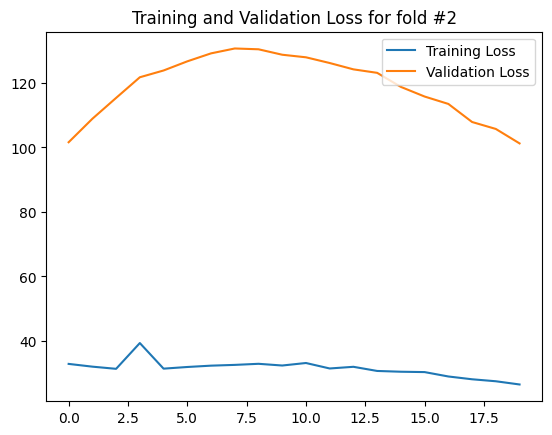 Training and Validation Loss for fold #2
Training Loss
Validation Loss
120
100
80
60
40
0.0 2.5 5.0 7.5 10.0 12.5 15.0 17.5